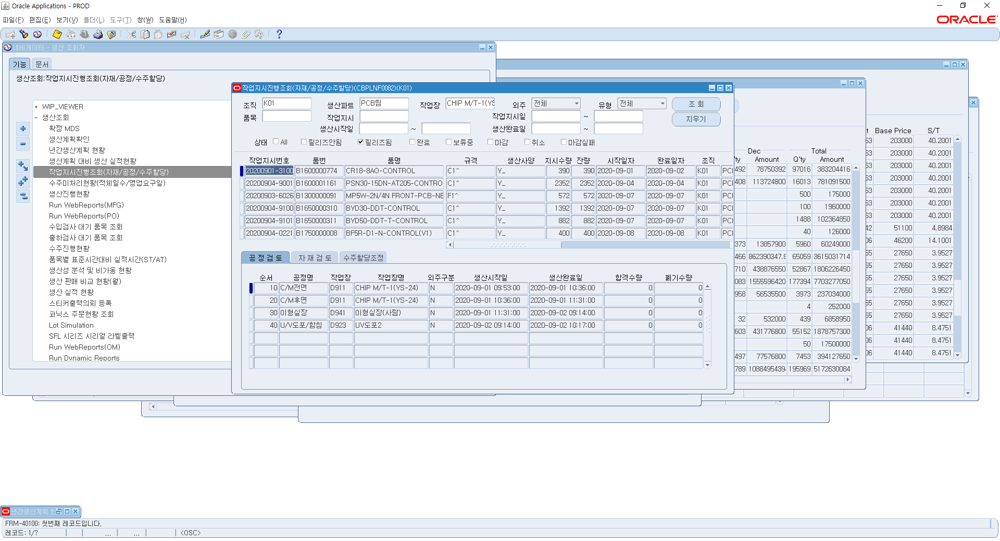 Oracle Applications - PROD
파일(F) 편집(E) 보기(V) 폴더(L) 도구(T) 창(W) 도움말(H)
ORACLE
네비게이터 - 생산 조회자
기능 문서
생산조회:작업지시진행조회(자재/공정/수주할당)
+ WIP_VIEWER
- 생산조회
확정 MDS
생산계획확인
년간생산계획 현황
생산계획 대비 생산 실적현황
작업지시진행조회(자재/공정/수주할당)
수주미처리현황(적체일수/영업요구일)
생산진행현황
Run WebReports(MFG)
Run WebReports(PO)
수입검사 대기 품목 조회
출하검사 대기 품목 조회
수주진행현황
품목별 표준시간대비 실적시간(ST/AT)
생산성 분석 및 비가동 현황
생산 판매 비교 현황(월)
생산 실적 현황
스티커출력의뢰 등록
코닉스 주문현황 조회
Lot Simulation
SFL 시리즈 시리얼 라벨출력
Run WebReports(OM)
Run Dynamic Reports
작업지시진행조회(자재/공정/수주할당)(CBPLNF0082)(K01)
조직 K01 생산파트 PCB팀 작업장 CHIP M/T-1(YS 외주 전체 유형 전체 조 회
품목 작업지시 작업지시일 ~ 지우기
생산시작일 ~ 생산완료일 ~
상태 All 릴리즈안됨 릴리즈됨 완료 보류중 마감 취소 마감실패
작업지시번호 품번 품명 규격 생산사양 지시수량 잔량 시작일자 완료일자 조직
20200901-3100 B1600000774 CR18-8AO-CONTROL C1^ Y_ 390 390 2020-09-01 2020-09-02 K01 PCI
20200904-9001 B1600001161 PSN30-15DN-AT205-CONTRO C1^ Y_ 2352 2352 2020-09-04 2020-09-04 K01 PCI
20200903-6026 B1300000091 MP5W-2N/4N FRONT-PCB-NE F1^ Y_ 572 572 2020-09-07 2020-09-07 K01 PCI
20200904-9100 B1650000310 BYD30-DDT-CONTROL C1^ Y_ 1392 1392 2020-09-07 2020-09-07 K01 PCI
20200904-9101 B1650000311 BYD50-DDT-T-CONTROL C1^ Y_ 882 882 2020-09-07 2020-09-07 K01 PCI
20200904-0221 B1750000008 BF5R-D1-N-CONTROL(V1) C1^ Y_ 400 400 2020-09-08 2020-09-08 K01 PCI
공 정 검 토 자 재 검 토 수주할당조정
순서 공정명 작업장 작업장명 외주구분 생산시작일 생산완료일 합격수량 폐기수량
10 C/M전면 D911 CHIP M/T-1(YS-24) N 2020-09-01 09:53:00 2020-09-01 10:36:00 0 0
20 C/M후면 D911 CHIP M/T-1(YS-24) N 2020-09-01 10:36:00 2020-09-01 11:31:00 0 0
30 이형실장 D941 이형실장(사람) N 2020-09-01 11:31:00 2020-09-02 09:14:00 0 0
40 U/V도포/함침 D923 UV도포2 N 2020-09-02 09:14:00 2020-09-02 10:17:00 0 0
Dec Total
'ty Amount Q'ty Amount
492 78750392 97016 383204416
408 113724800 16013 781091500
500 175000
100 1960000
1488 102364850
40 126000
373 13857900 5960 60249000
466 862390347.8 65059 3615031714
710 438876550 52867 1806226450
083 1555596420 177394 7703277050
958 56535500 3973 237034000
4 252000
32 532000 439 6858950
603 431776800 55152 1878757300
50 17500000
497 77576800 7453 394127650
789 1088495439 195969 5172630084
t Base Price S/T
53 203000 40.2001
53 203000 40.2001
53 203000 40.2001
53 203000 40.2001
53 203000 40.2001
53 203000 40.2001
53 203000 40.2001
42 51100 4.8984
06 46200 14.1001
55 27650 3.9527
55 27650 3.9527
55 27650 3.9527
55 27650 3.9527
55 27650 3.9527
55 27650 3.9527
06 41440 8.4751
06 41440 8.4751
06 41440 8.4751
년간생산계획 현
FRM-40100: 첫번째 레코드입니다.
레코드: 1/? ... ... <OSC>